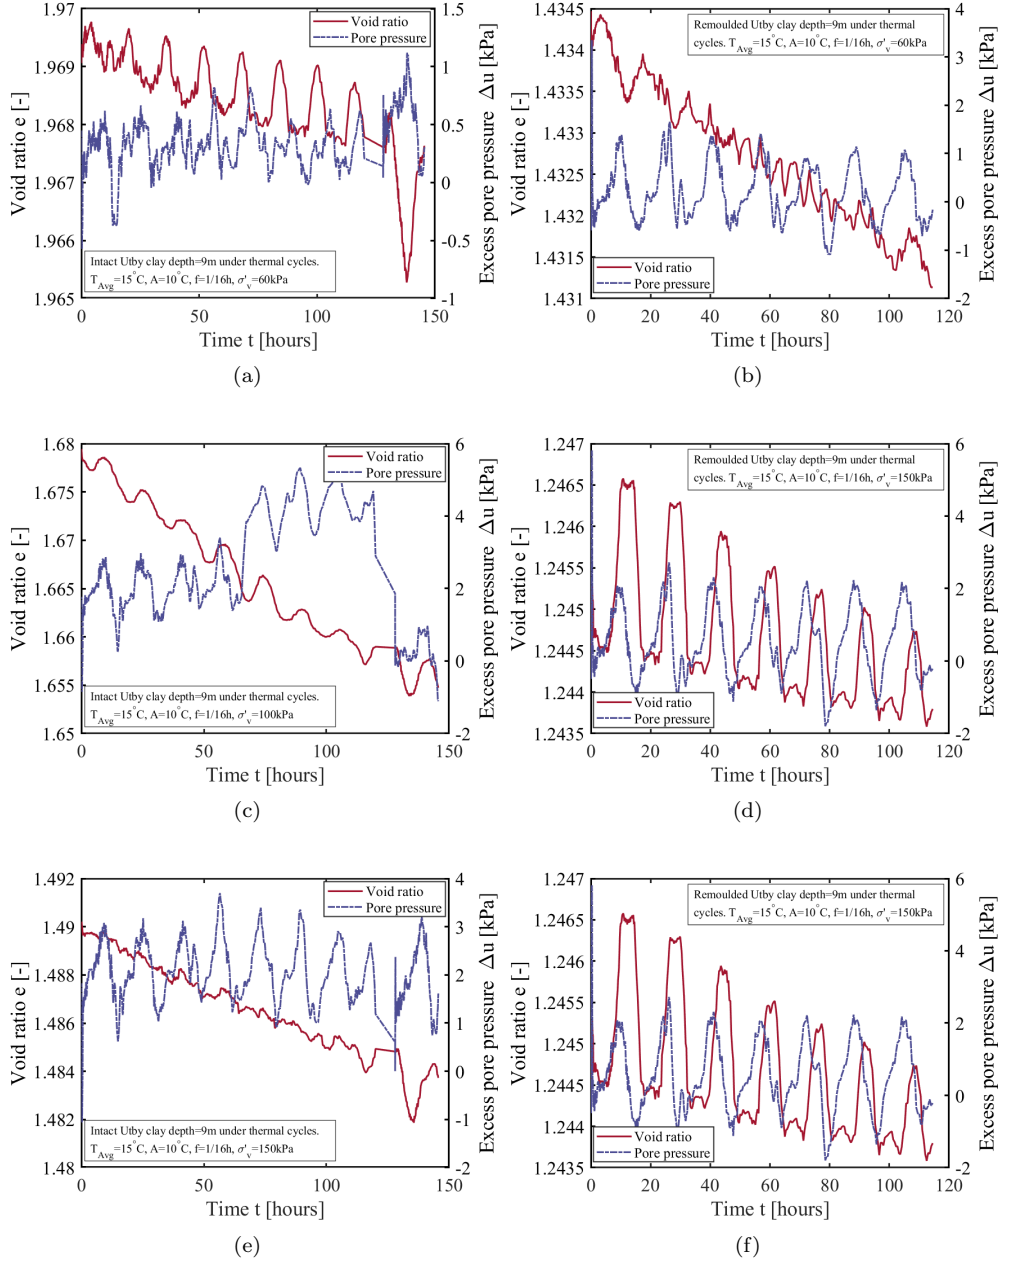 1.97
1.969
1.968
1.967
1.966
1.965
1.5
1
0.5
0
-0.5
-1
Void ratio e [-]
Excess pore pressure Δu [kPa]
Void ratio
Pore pressure
Intact Utby clay depth=9m under thermal cycles.
T_Avg=15°C, A=10°C, f=1/16h, σ'_v=60kPa
0 50 100 150
Time t [hours]
(a)
1.4345
1.434
1.4335
1.433
1.4325
1.432
1.4315
1.431
4
3
2
1
0
-1
-2
Void ratio e [-]
Excess pore pressure Δu [kPa]
Remoulded Utby clay depth=9m under thermal
cycles. T_Avg=15°C, A=10°C, f=1/16h, σ'_v=60kPa
Void ratio
Pore pressure
0 20 40 60 80 100 120
Time t [hours]
(b)
1.68
1.675
1.67
1.665
1.66
1.655
1.65
6
4
2
0
-2
Void ratio e [-]
Excess pore pressure Δu [kPa]
Void ratio
Pore pressure
Intact Utby clay depth=9m under thermal cycles.
T_Avg=15°C, A=10°C, f=1/16h, σ'_v=100kPa
0 50 100 150
Time t [hours]
(c)
1.247
1.2465
1.246
1.2455
1.245
1.2445
1.244
1.2435
6
4
2
0
-2
Void ratio e [-]
Excess pore pressure Δu [kPa]
Remoulded Utby clay depth=9m under thermal
cycles. T_Avg=15°C, A=10°C, f=1/16h, σ'_v=150kPa
Void ratio
Pore pressure
0 20 40 60 80 100 120
Time t [hours]
(d)
1.492
1.49
1.488
1.486
1.484
1.482
1.48
4
3
2
1
0
-1
-2
Void ratio e [-]
Excess pore pressure Δu [kPa]
Void ratio
Pore pressure
Intact Utby clay depth=9m under thermal cycles.
T_Avg=15°C, A=10°C, f=1/16h, σ'_v=150kPa
0 50 100 150
Time t [hours]
(e)
1.247
1.2465
1.246
1.2455
1.245
1.2445
1.244
1.2435
6
4
2
0
-2
Void ratio e [-]
Excess pore pressure Δu [kPa]
Remoulded Utby clay depth=9m under thermal
cycles. T_Avg=15°C, A=10°C, f=1/16h, σ'_v=150kPa
Void ratio
Pore pressure
0 20 40 60 80 100 120
Time t [hours]
(f)